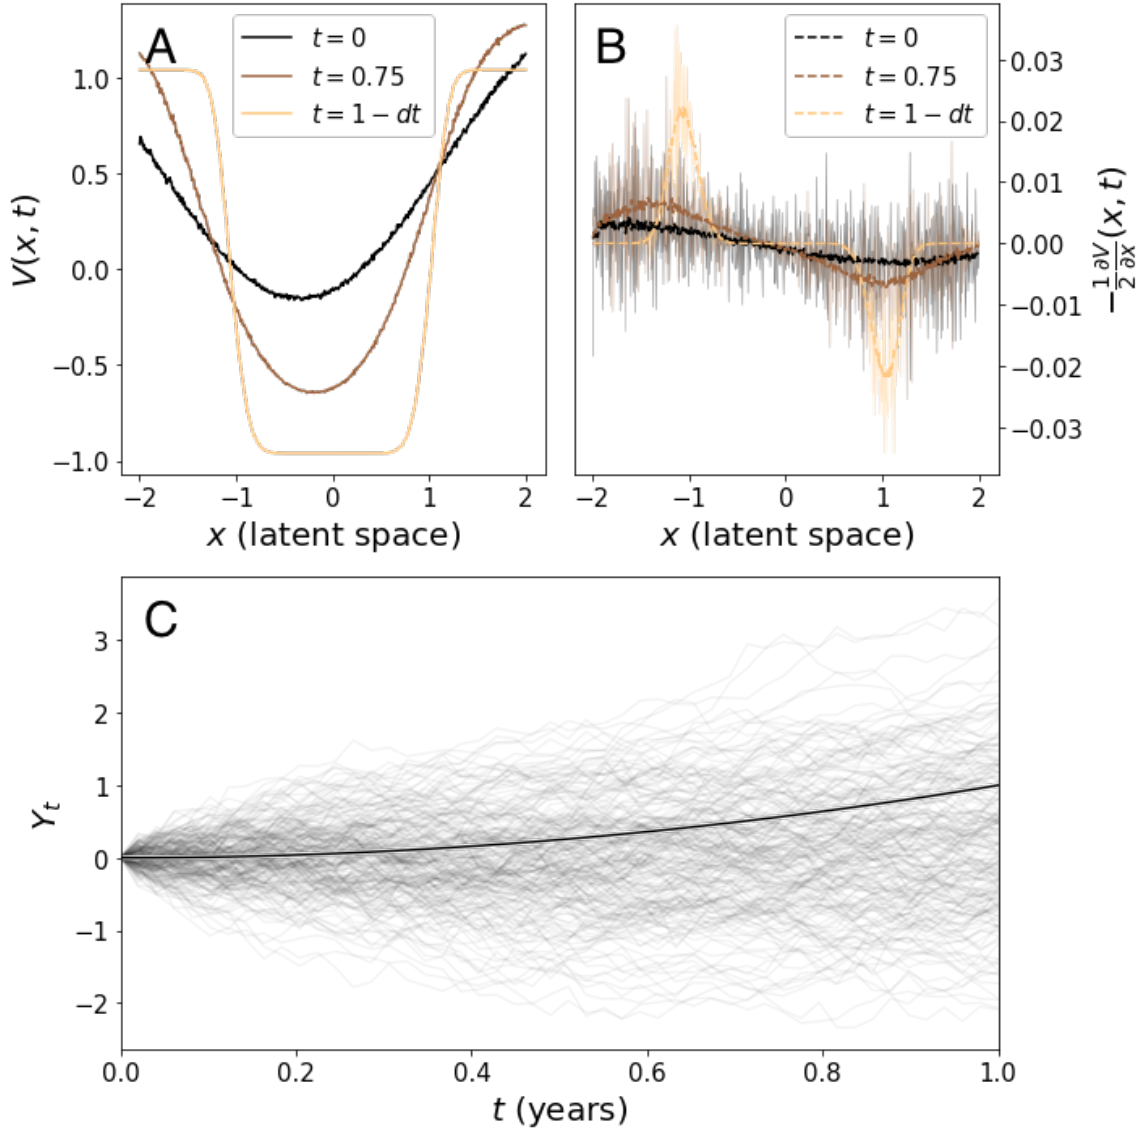 A
t = 0
t = 0.75
t = 1 − dt
1.0
0.5
0.0
−0.5
−1.0
V(x, t)
−2 −1 0 1 2
x (latent space)
B
t = 0
t = 0.75
t = 1 − dt
0.03
0.02
0.01
0.00
−0.01
−0.02
−0.03
−1/2 ∂V/∂x (x, t)
−2 −1 0 1 2
x (latent space)
C
3
2
1
0
−1
−2
Y_t
0.0 0.2 0.4 0.6 0.8 1.0
t (years)